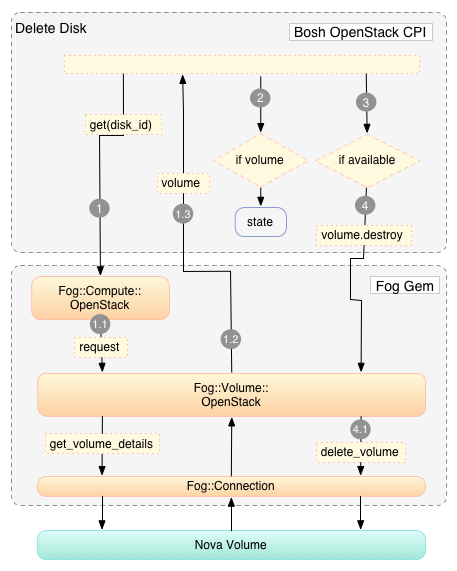 Delete Disk
Bosh OpenStack CPI
get(disk_id)
1
volume
1.3
2
if volume
state
3
if available
4
volume.destroy
Fog Gem
Fog::Compute::
OpenStack
1.1
request
1.2
Fog::Volume::
OpenStack
get_volume_details
4.1
delete_volume
Fog::Connection
Nova Volume